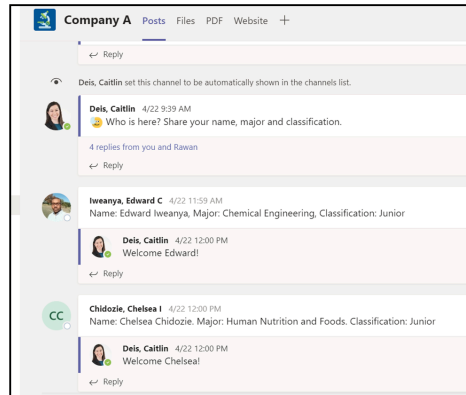 Company A Posts Files PDF Website +
Reply
Deis, Caitlin set this channel to be automatically shown in the channels list.
Deis, Caitlin 4/22 9:39 AM
Who is here? Share your name, major and classification.
4 replies from you and Rawan
Reply
Iweanya, Edward C 4/22 11:59 AM
Name: Edward Iweanya, Major: Chemical Engineering, Classification: Junior
Deis, Caitlin 4/22 12:00 PM
Welcome Edward!
Reply
CC
Chidozie, Chelsea I 4/22 12:00 PM
Name: Chelsea Chidozie. Major: Human Nutrition and Foods. Classification: Junior
Deis, Caitlin 4/22 12:00 PM
Welcome Chelsea!
Reply